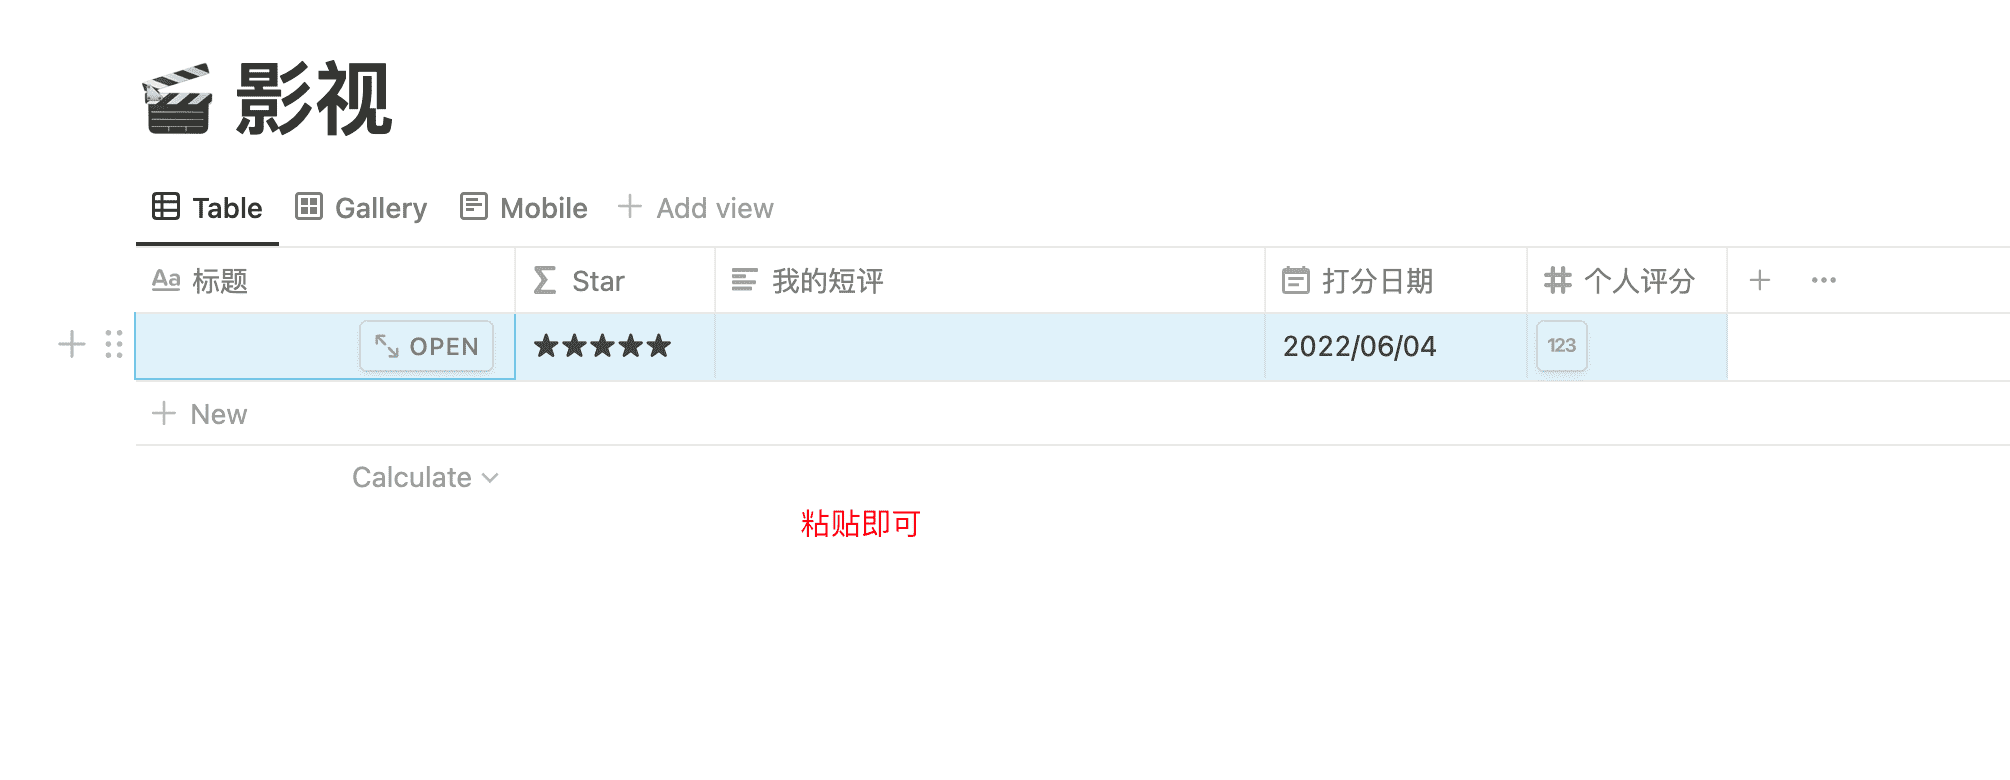 影视
Table Gallery Mobile + Add view
Aa 标题 Σ Star 我的短评 打分日期 # 个人评分 + ···
+ OPEN ★★★★★ 2022/06/04 123
+ New
Calculate
粘贴即可